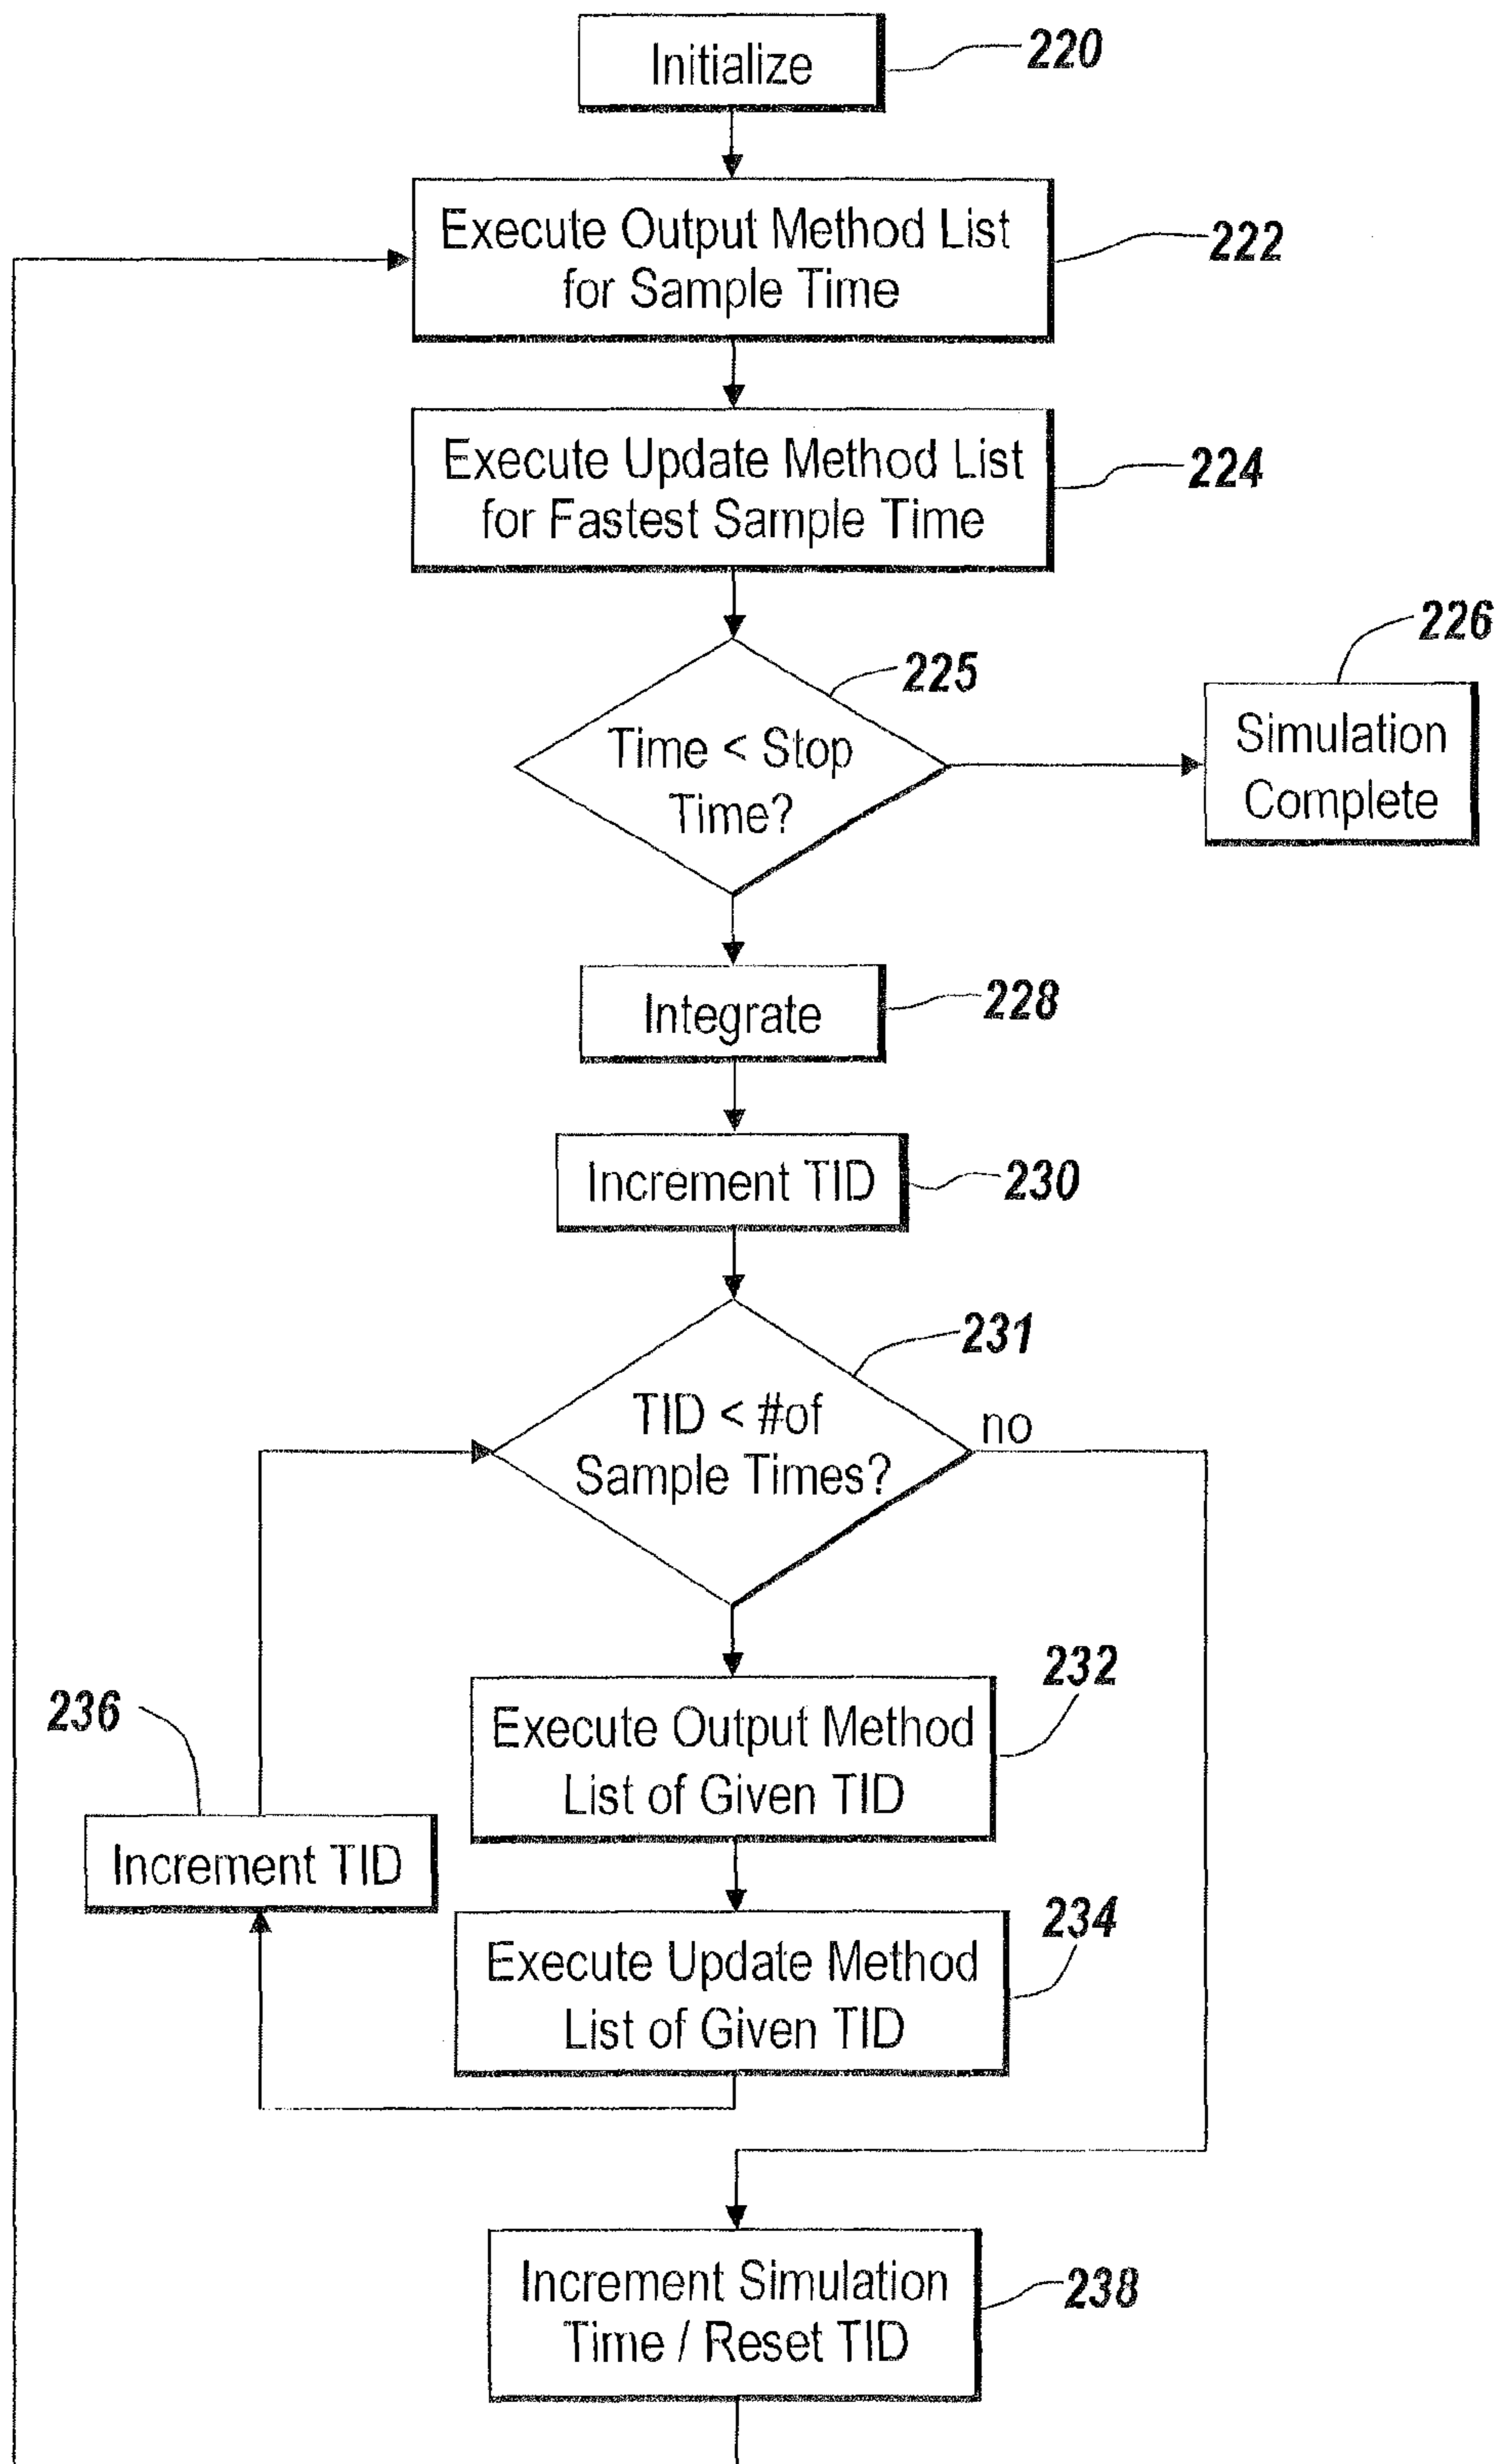 Initialize
220
Execute Output Method List
for Sample Time
222
Execute Update Method List
for Fastest Sample Time
224
225
Time < Stop
Time?
226
Simulation
Complete
Integrate
228
Increment TID
230
231
TID < #of
Sample Times?
no
232
Execute Output Method
List of Given TID
236
Increment TID
234
Execute Update Method
List of Given TID
Increment Simulation
Time / Reset TID
238